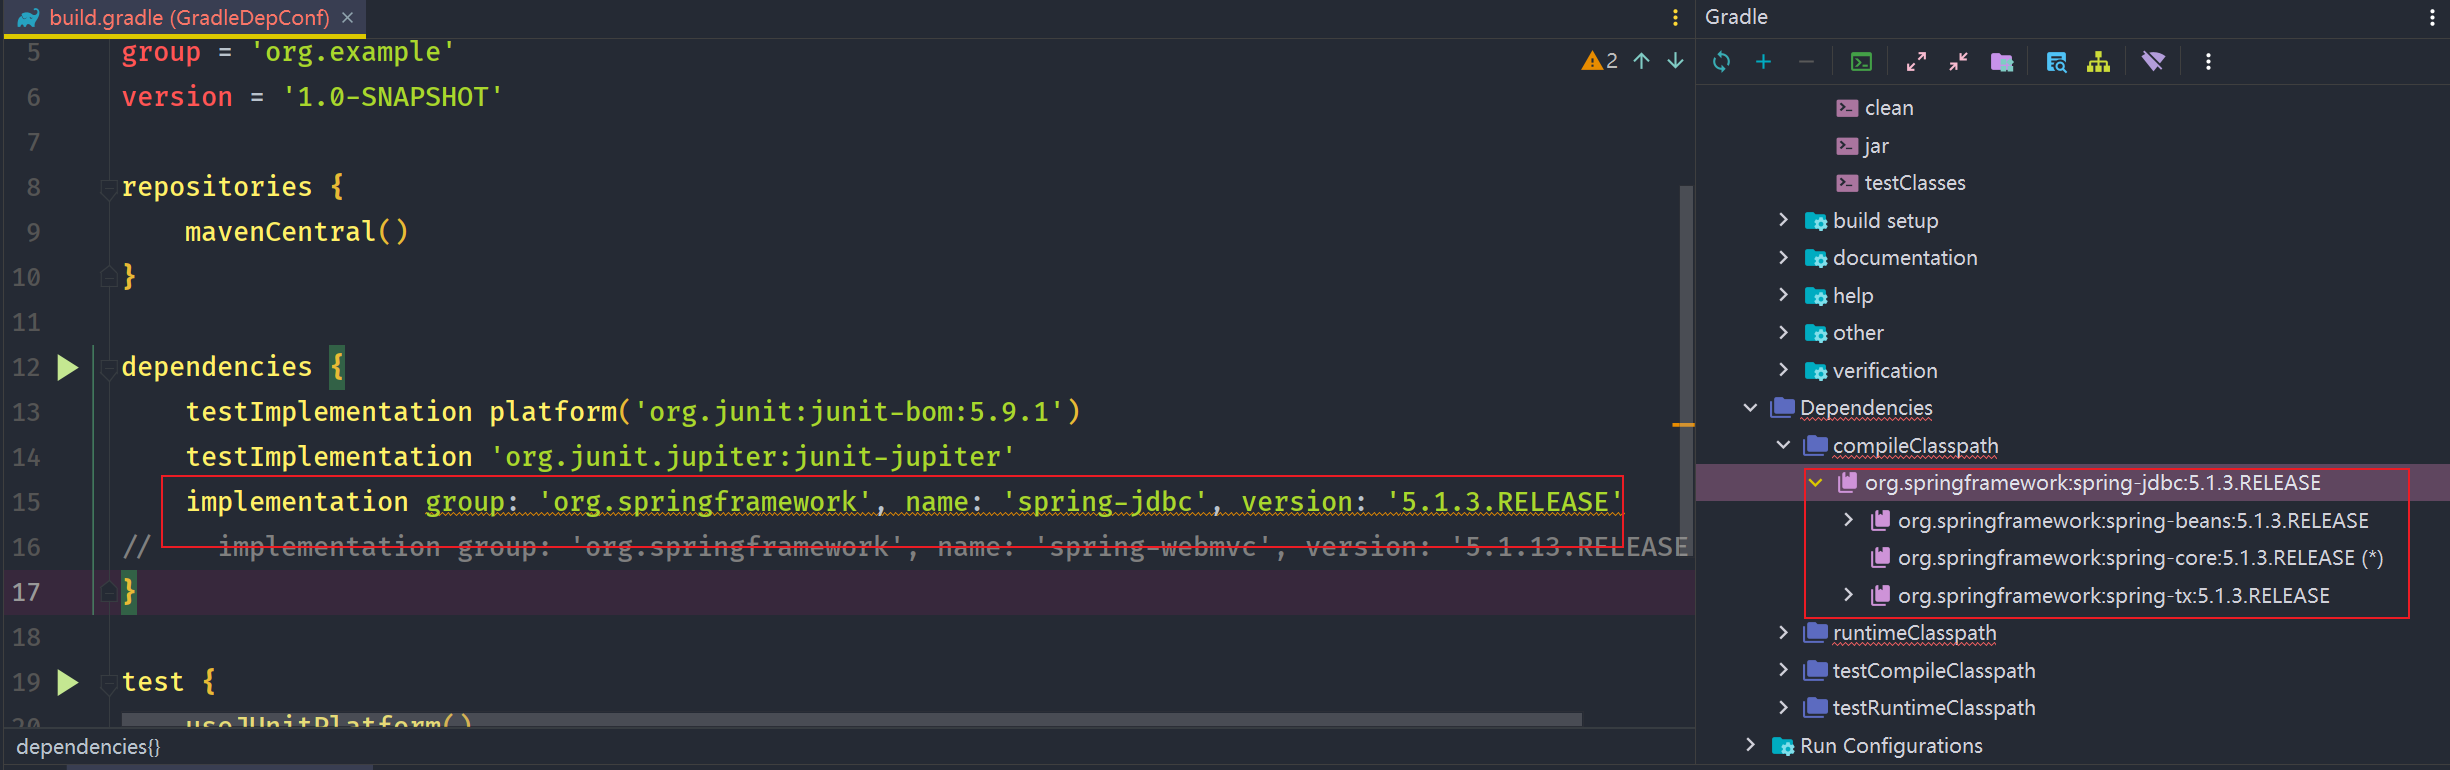 build.gradle (GradleDepConf)
5 group = 'org.example'
2
6 version = '1.0-SNAPSHOT'
7
8 repositories {
9 mavenCentral()
10 }
11
12 dependencies {
13 testImplementation platform('org.junit:junit-bom:5.9.1')
14 testImplementation 'org.junit.jupiter:junit-jupiter'
15 implementation group: 'org.springframework', name: 'spring-jdbc', version: '5.1.3.RELEASE'
16 // implementation group: 'org.springframework', name: 'spring-webmvc', version: '5.1.13.RELEASE
17 }
18
19 test {
20 useJUnitPlatform()
dependencies{}
Gradle
clean
jar
testClasses
build setup
documentation
help
other
verification
Dependencies
compileClasspath
org.springframework:spring-jdbc:5.1.3.RELEASE
org.springframework:spring-beans:5.1.3.RELEASE
org.springframework:spring-core:5.1.3.RELEASE (*)
org.springframework:spring-tx:5.1.3.RELEASE
runtimeClasspath
testCompileClasspath
testRuntimeClasspath
Run Configurations